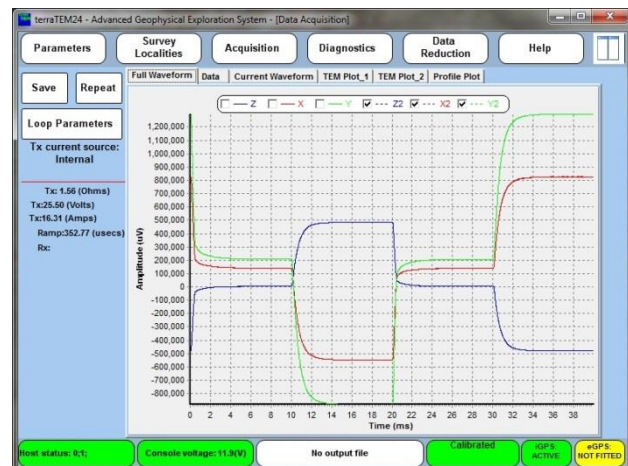 terraTEM24 - Advanced Geophysical Exploration System - [Data Acquisition]
Parameters
Survey Localities
Acquisition
Diagnostics
Data Reduction
Help
Save
Repeat
Loop Parameters
Tx current source:
Internal
Tx: 1.56 (Ohms)
Tx:25.50 (Volts)
Tx:16.31 (Amps)
Ramp:352.77 (usecs)
Rx:
Full Waveform Data Current Waveform TEM Plot_1 TEM Plot_2 Profile Plot
Z X Y Z2 X2 Y2
1,200,000
1,100,000
1,000,000
900,000
800,000
700,000
600,000
500,000
400,000
300,000
200,000
100,000
0
-100,000
-200,000
-300,000
-400,000
-500,000
-600,000
-700,000
-800,000
Amplitude (uV)
0 2 4 6 8 10 12 14 16 18 20 22 24 26 28 30 32 34 36 38
Time (ms)
Host status: 0;1;
Console voltage: 11.9(V)
No output file
Calibrated
iGPS: ACTIVE
eGPS: NOT FITTED